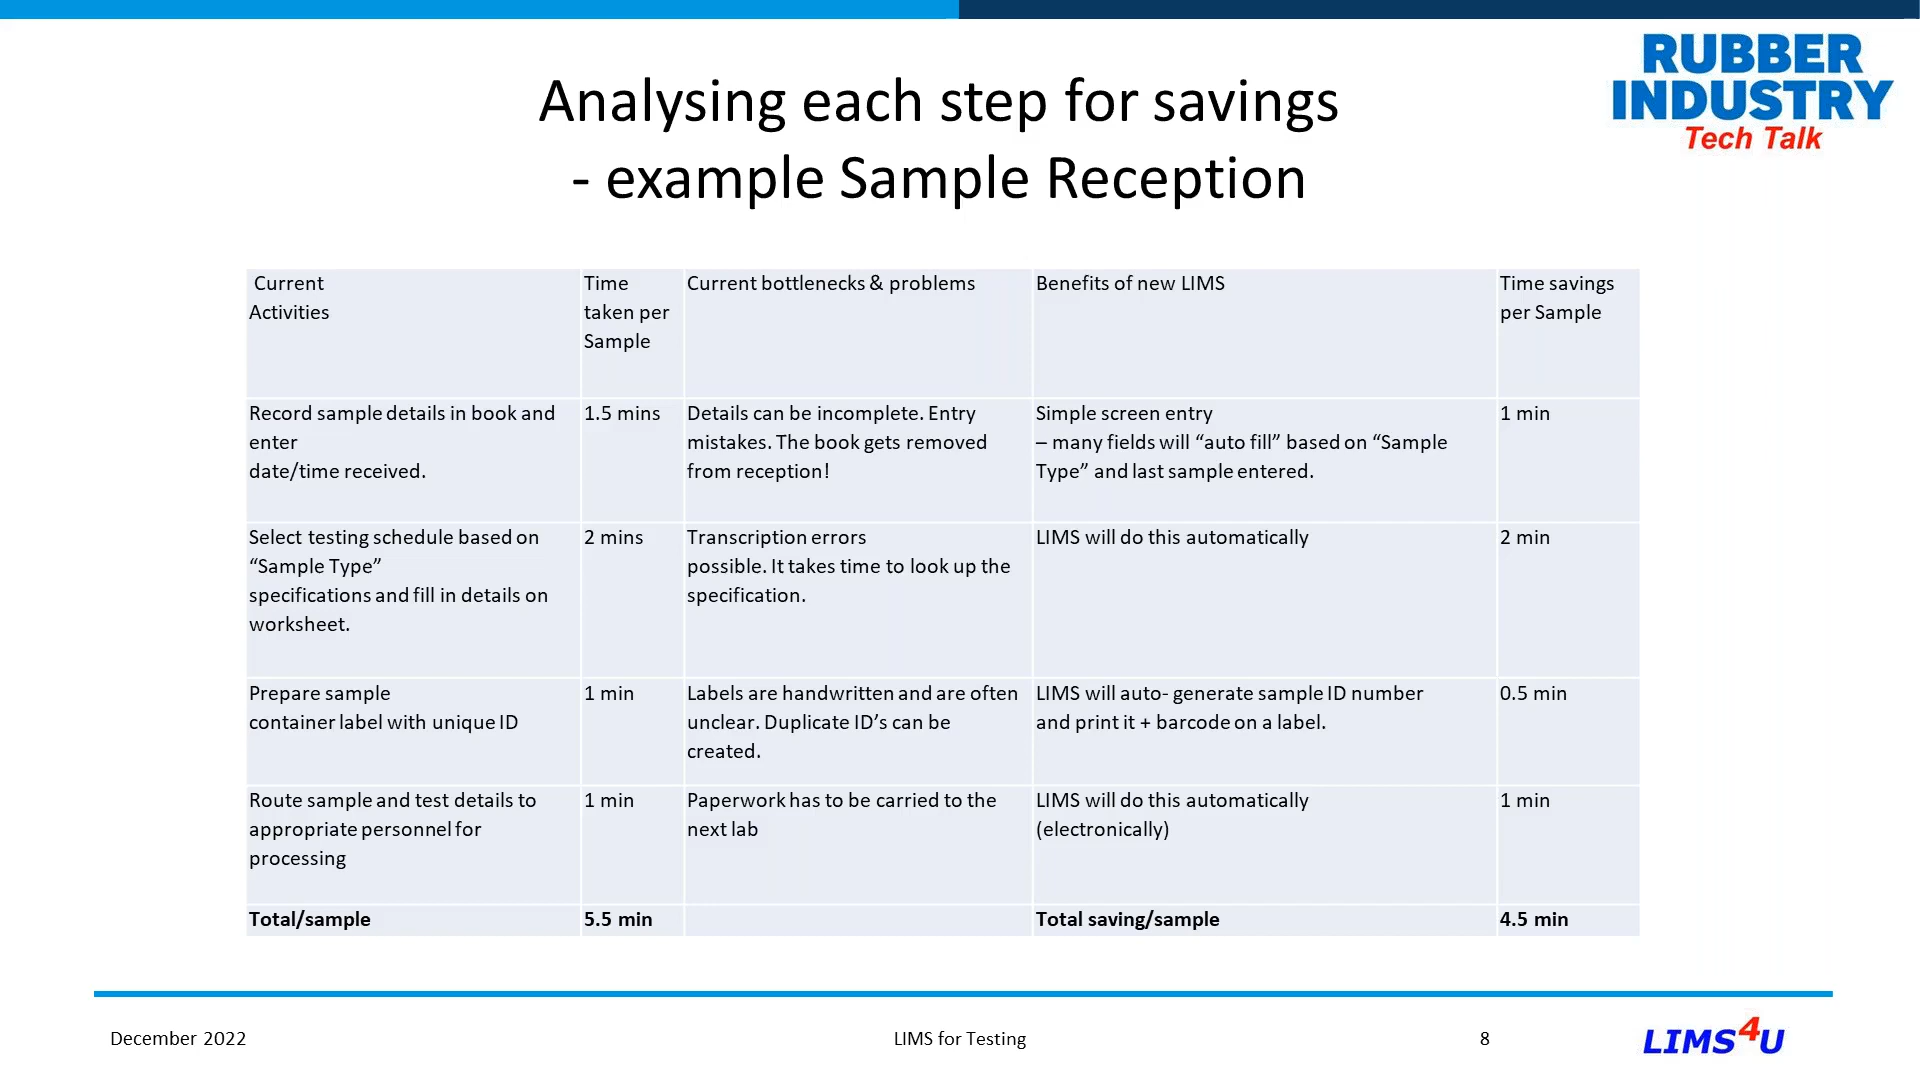 RUBBER
INDUSTRY
Tech Talk
Analysing each step for savings
- example Sample Reception
Current
Activities
Time
taken per
Sample
Current bottlenecks & problems
Benefits of new LIMS
Time savings
per Sample
Record sample details in book and
enter
date/time received.
1.5 mins
Details can be incomplete. Entry
mistakes. The book gets removed
from reception!
Simple screen entry
– many fields will “auto fill” based on “Sample
Type” and last sample entered.
1 min
Select testing schedule based on
“Sample Type”
specifications and fill in details on
worksheet.
2 mins
Transcription errors
possible. It takes time to look up the
specification.
LIMS will do this automatically
2 min
Prepare sample
container label with unique ID
1 min
Labels are handwritten and are often
unclear. Duplicate ID’s can be
created.
LIMS will auto- generate sample ID number
and print it + barcode on a label.
0.5 min
Route sample and test details to
appropriate personnel for
processing
1 min
Paperwork has to be carried to the
next lab
LIMS will do this automatically
(electronically)
1 min
Total/sample
5.5 min
Total saving/sample
4.5 min
December 2022
LIMS for Testing
8
LIMS4U